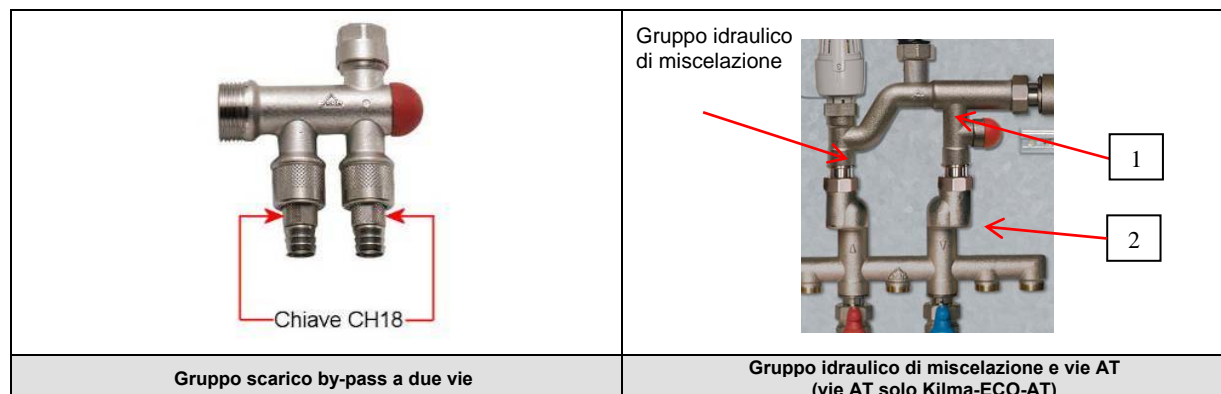 Chiave CH18
Gruppo idraulico
di miscelazione
1
2
Gruppo scarico by-pass a due vie
Gruppo idraulico di miscelazione e vie AT
(vie AT solo Kilma-ECO-AT)